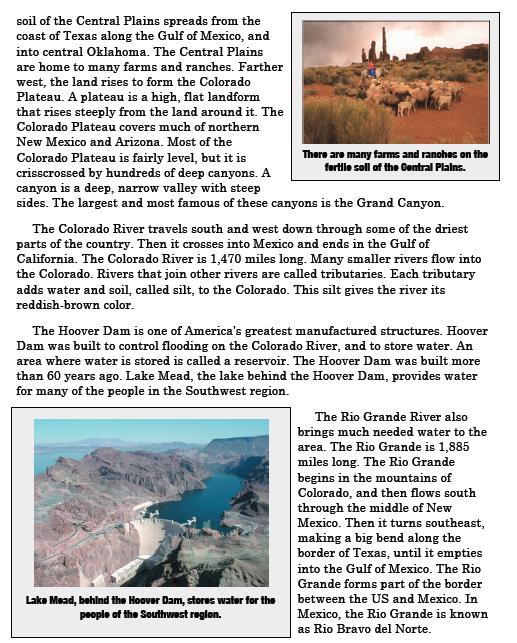 soil of the Central Plains spreads from the
coast of Texas along the Gulf of Mexico, and
into central Oklahoma. The Central Plains
are home to many farms and ranches. Farther
west, the land rises to form the Colorado
Plateau. A plateau is a high, flat landform
that rises steeply from the land around it. The
Colorado Plateau covers much of northern
New Mexico and Arizona. Most of the
Colorado Plateau is fairly level, but it is
crisscrossed by hundreds of deep canyons. A
canyon is a deep, narrow valley with steep
sides. The largest and most famous of these canyons is the Grand Canyon.
There are many farms and ranches on the
fertile soil of the Central Plains.
The Colorado River travels south and west down through some of the driest
parts of the country. Then it crosses into Mexico and ends in the Gulf of
California. The Colorado River is 1,470 miles long. Many smaller rivers flow into
the Colorado. Rivers that join other rivers are called tributaries. Each tributary
adds water and soil, called silt, to the Colorado. This silt gives the river its
reddish-brown color.
The Hoover Dam is one of America's greatest manufactured structures. Hoover
Dam was built to control flooding on the Colorado River, and to store water. An
area where water is stored is called a reservoir. The Hoover Dam was built more
than 60 years ago. Lake Mead, the lake behind the Hoover Dam, provides water
for many of the people in the Southwest region.
Lake Mead, behind the Hoover Dam, stores water for the
people of the Southwest region.
The Rio Grande River also
brings much needed water to the
area. The Rio Grande is 1,885
miles long. The Rio Grande
begins in the mountains of
Colorado, and then flows south
through the middle of New
Mexico. Then it turns southeast,
making a big bend along the
border of Texas, until it empties
into the Gulf of Mexico. The Rio
Grande forms part of the border
between the US and Mexico. In
Mexico, the Rio Grande is known
as Rio Bravo del Norte.